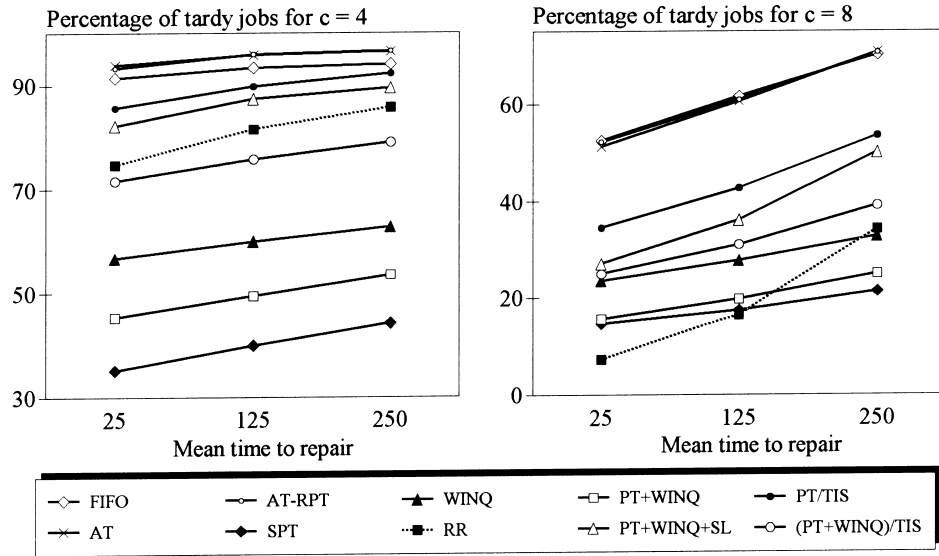 Percentage of tardy jobs for c = 4
90
70
50
30
25 125 250
Mean time to repair
Percentage of tardy jobs for c = 8
60
40
20
0
25 125 250
Mean time to repair
FIFO AT-RPT WINQ PT+WINQ PT/TIS
AT SPT RR PT+WINQ+SL (PT+WINQ)/TIS